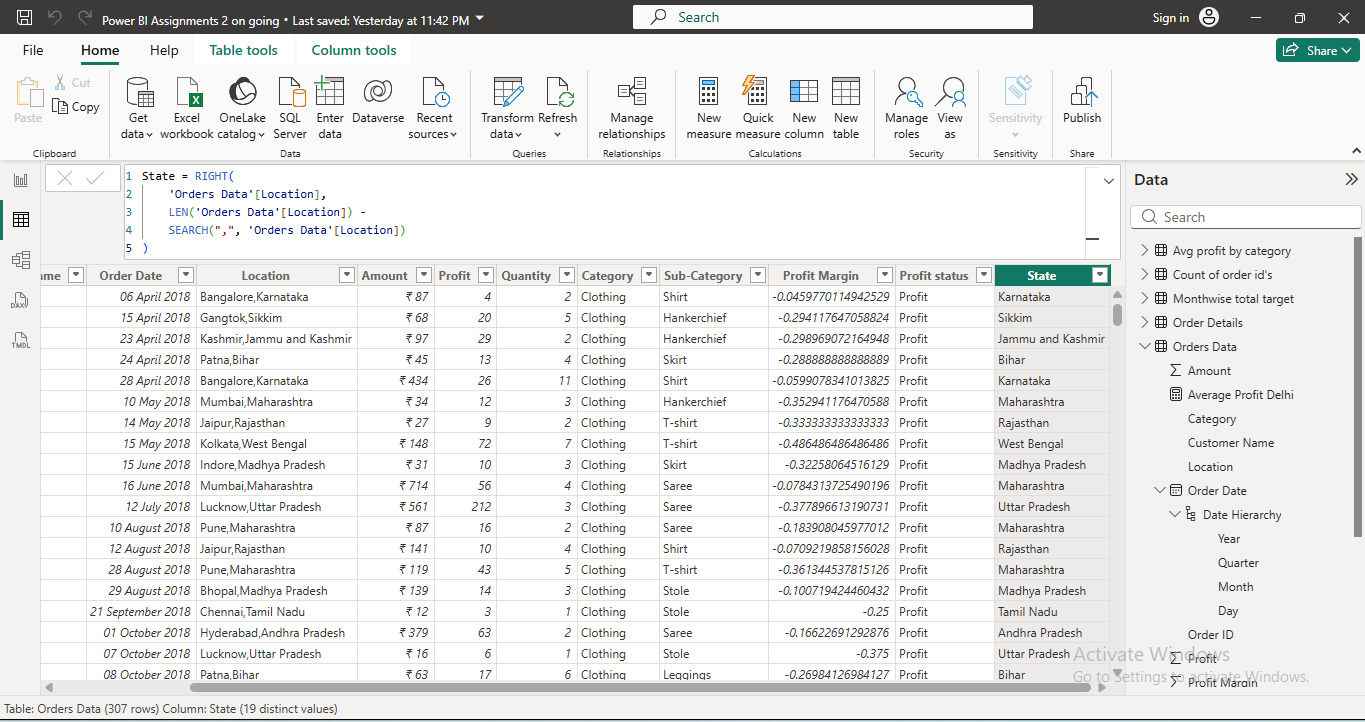 Power BI Assignments 2 on going • Last saved: Yesterday at 11:42 PM
Search
Sign in
File Home Help Table tools Column tools
Share
Paste
Cut
Copy
Clipboard
Get data
Excel workbook
OneLake catalog
SQL Server
Enter data
Dataverse
Recent sources
Data
Transform data
Refresh
Queries
Manage relationships
Relationships
New measure
Quick measure
New column
New table
Calculations
Manage roles
View as
Security
Sensitivity
Sensitivity
Publish
Share
1 State = RIGHT(
2 'Orders Data'[Location],
3 LEN('Orders Data'[Location]) -
4 SEARCH(",", 'Orders Data'[Location])
5 )
DAX
TMDL
me Order Date Location Amount Profit Quantity Category Sub-Category Profit Margin Profit status State
06 April 2018 Bangalore,Karnataka ₹ 87 4 2 Clothing Shirt -0.0459770114942529 Profit Karnataka
15 April 2018 Gangtok,Sikkim ₹ 68 20 5 Clothing Hankerchief -0.294117647058824 Profit Sikkim
23 April 2018 Kashmir,Jammu and Kashmir ₹ 97 29 2 Clothing Hankerchief -0.298969072164948 Profit Jammu and Kashmir
24 April 2018 Patna,Bihar ₹ 45 13 4 Clothing Skirt -0.288888888888889 Profit Bihar
28 April 2018 Bangalore,Karnataka ₹ 434 26 11 Clothing Shirt -0.0599078341013825 Profit Karnataka
10 May 2018 Mumbai,Maharashtra ₹ 34 12 3 Clothing Hankerchief -0.352941176470588 Profit Maharashtra
14 May 2018 Jaipur,Rajasthan ₹ 27 9 2 Clothing T-shirt -0.333333333333333 Profit Rajasthan
15 May 2018 Kolkata,West Bengal ₹ 148 72 7 Clothing T-shirt -0.486486486486486 Profit West Bengal
15 June 2018 Indore,Madhya Pradesh ₹ 31 10 3 Clothing Skirt -0.32258064516129 Profit Madhya Pradesh
16 June 2018 Mumbai,Maharashtra ₹ 714 56 4 Clothing Saree -0.0784313725490196 Profit Maharashtra
12 July 2018 Lucknow,Uttar Pradesh ₹ 561 212 3 Clothing Saree -0.377896613190731 Profit Uttar Pradesh
10 August 2018 Pune,Maharashtra ₹ 87 16 2 Clothing Saree -0.183908045977012 Profit Maharashtra
12 August 2018 Jaipur,Rajasthan ₹ 141 10 4 Clothing Shirt -0.0709219858156028 Profit Rajasthan
28 August 2018 Pune,Maharashtra ₹ 119 43 5 Clothing T-shirt -0.361344537815126 Profit Maharashtra
29 August 2018 Bhopal,Madhya Pradesh ₹ 139 14 3 Clothing Stole -0.100719424460432 Profit Madhya Pradesh
21 September 2018 Chennai,Tamil Nadu ₹ 12 3 1 Clothing Stole -0.25 Profit Tamil Nadu
01 October 2018 Hyderabad,Andhra Pradesh ₹ 379 63 2 Clothing Saree -0.16622691292876 Profit Andhra Pradesh
07 October 2018 Lucknow,Uttar Pradesh ₹ 16 6 1 Clothing Stole -0.375 Profit Uttar Pradesh
08 October 2018 Patna,Bihar ₹ 63 17 6 Clothing Leggings -0.26984126984127 Profit Bihar
Data
Search
Avg profit by category
Count of order id's
Monthwise total target
Order Details
Orders Data
Amount
Average Profit Delhi
Category
Customer Name
Location
Order Date
Date Hierarchy
Year
Quarter
Month
Day
Order ID
Profit
Profit Margin
Activate Windows
Go to Settings to activate Windows.
Table: Orders Data (307 rows) Column: State (19 distinct values)